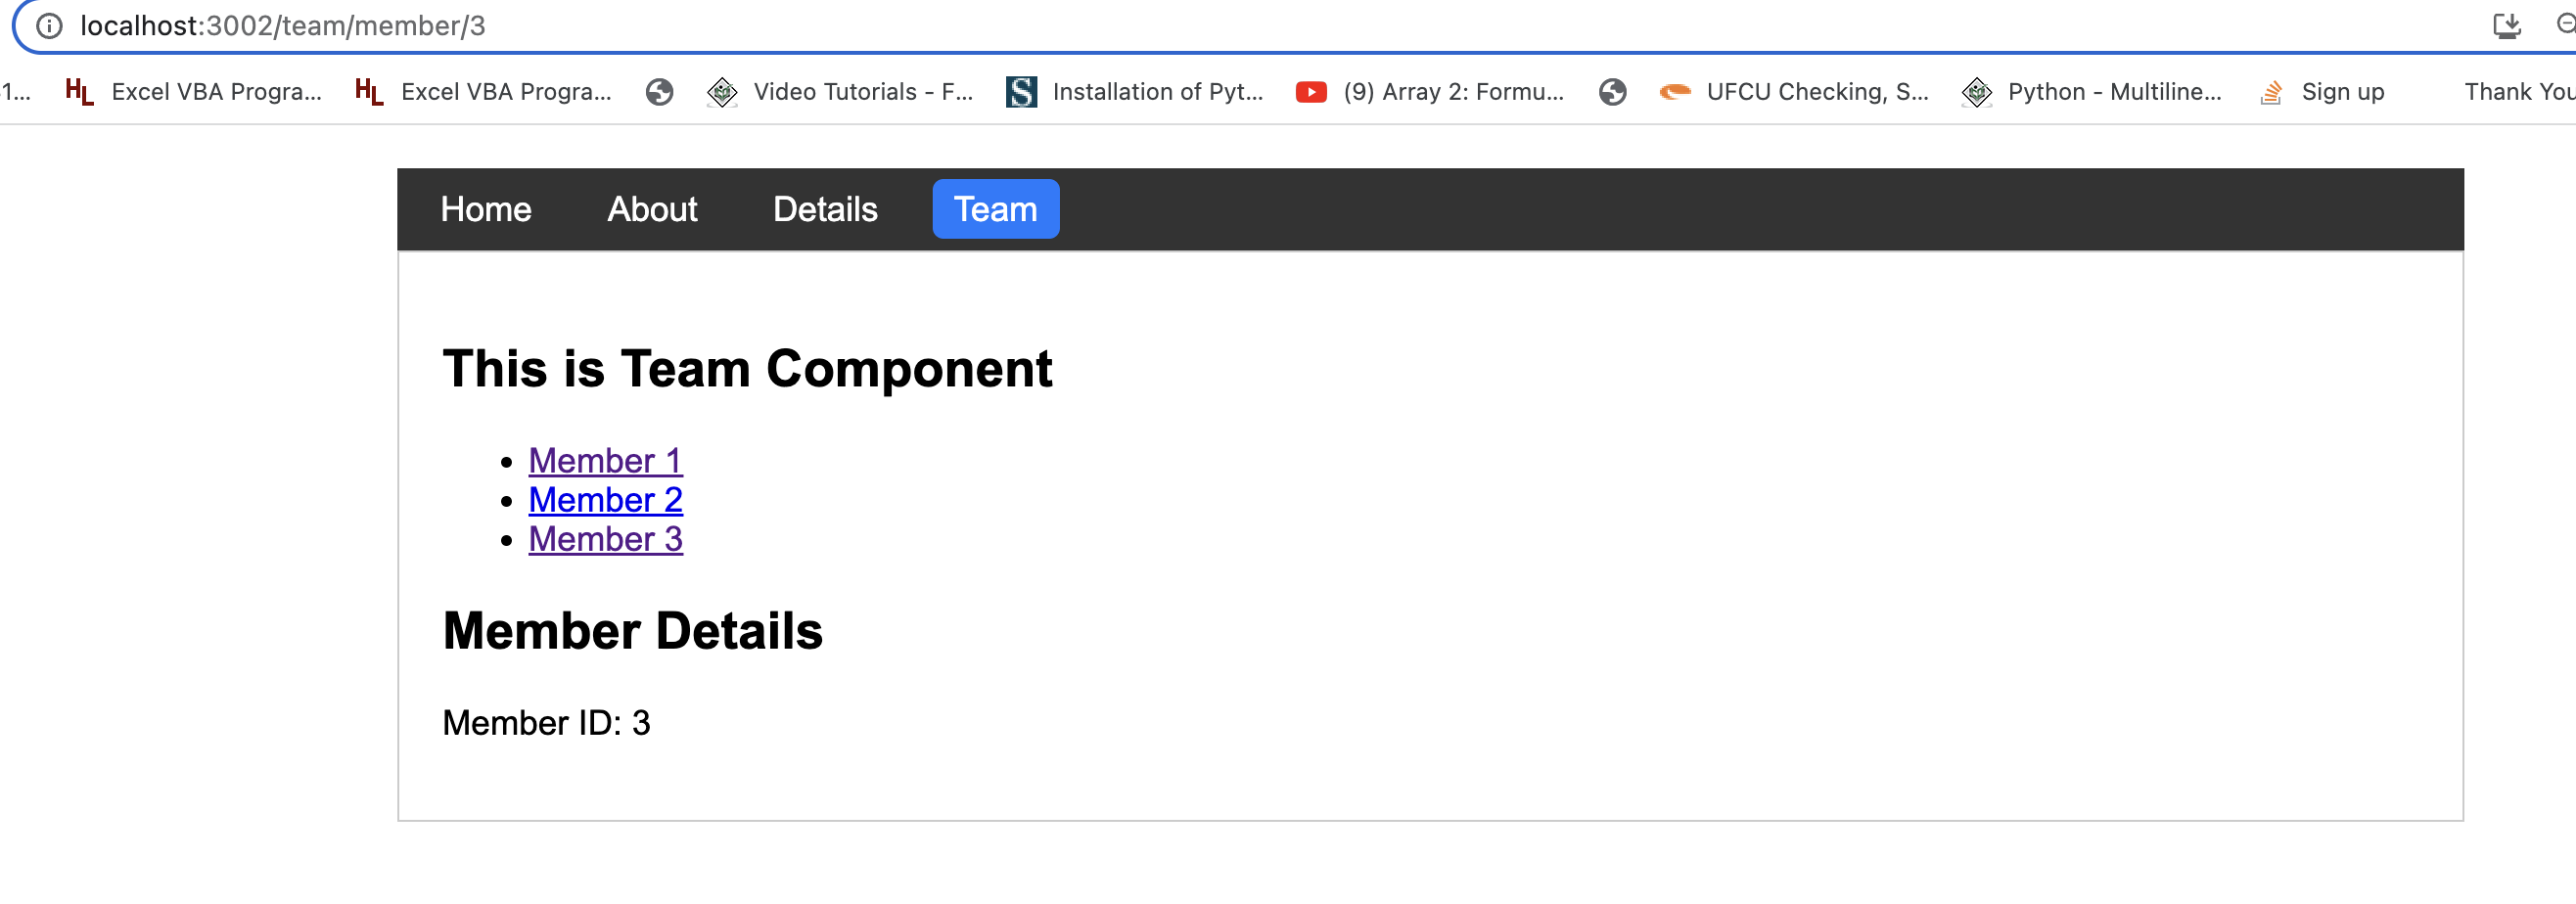 localhost:3002/team/member/3
1... HL Excel VBA Progra... HL Excel VBA Progra... Video Tutorials - F... S Installation of Pyt... (9) Array 2: Formu... UFCU Checking, S... Python - Multiline... Sign up Thank You
Home About Details Team
This is Team Component
• Member 1
• Member 2
• Member 3
Member Details
Member ID: 3